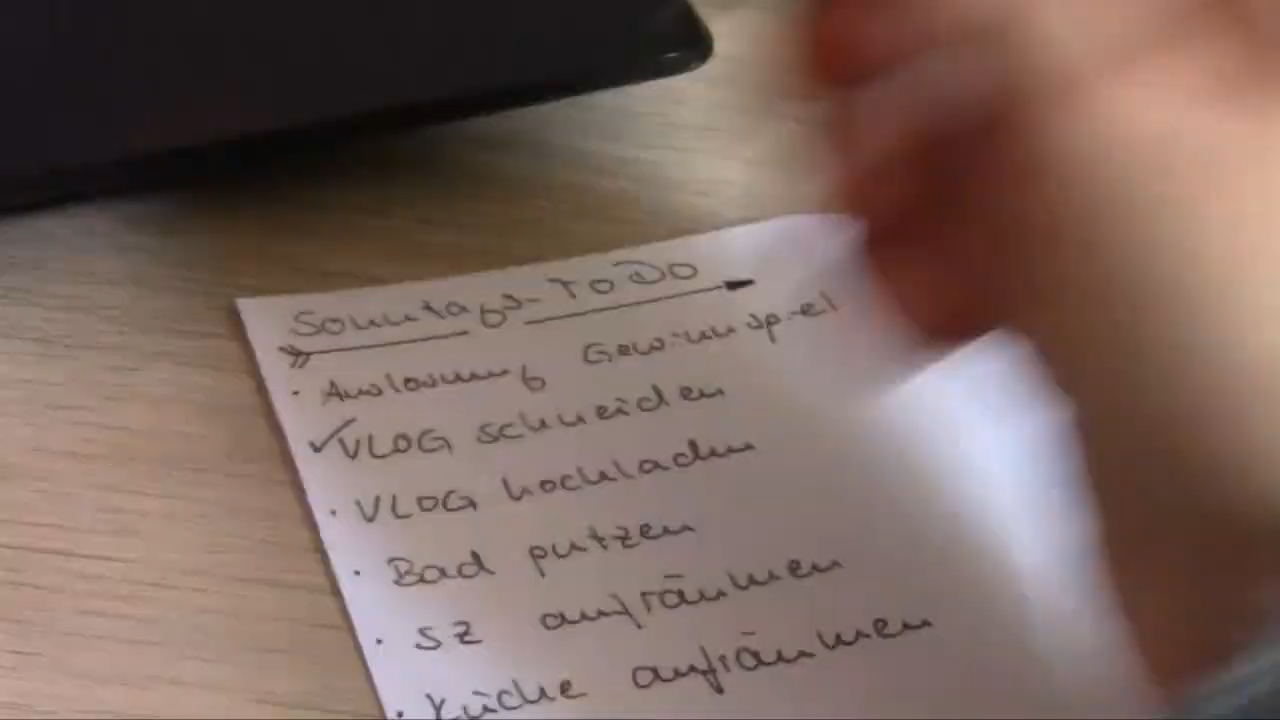 Sonntags-ToDo
· Auslosung Gewinnspiel
✓ VLOG schneiden
· VLOG hochladen
· Bad putzen
· SZ aufräumen
· Küche aufräumen